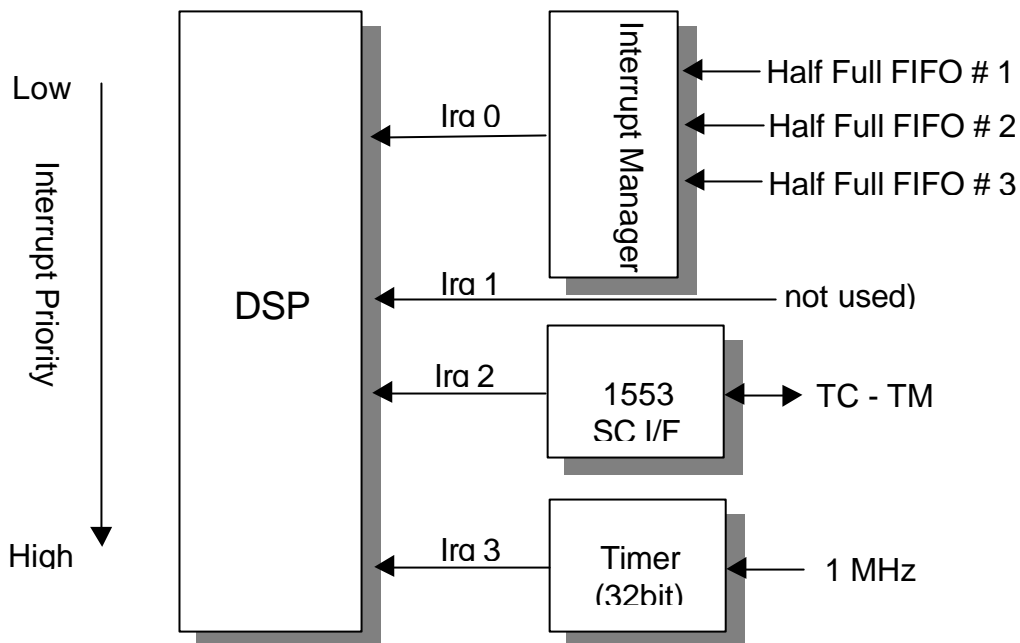 Low
Interrupt Priority
High
DSP
Irq 0
Irq 1
Irq 2
Irq 3
Interrupt Manager
Half Full FIFO # 1
Half Full FIFO # 2
Half Full FIFO # 3
not used)
1553
SC I/F
TC - TM
Timer
(32bit)
1 MHz